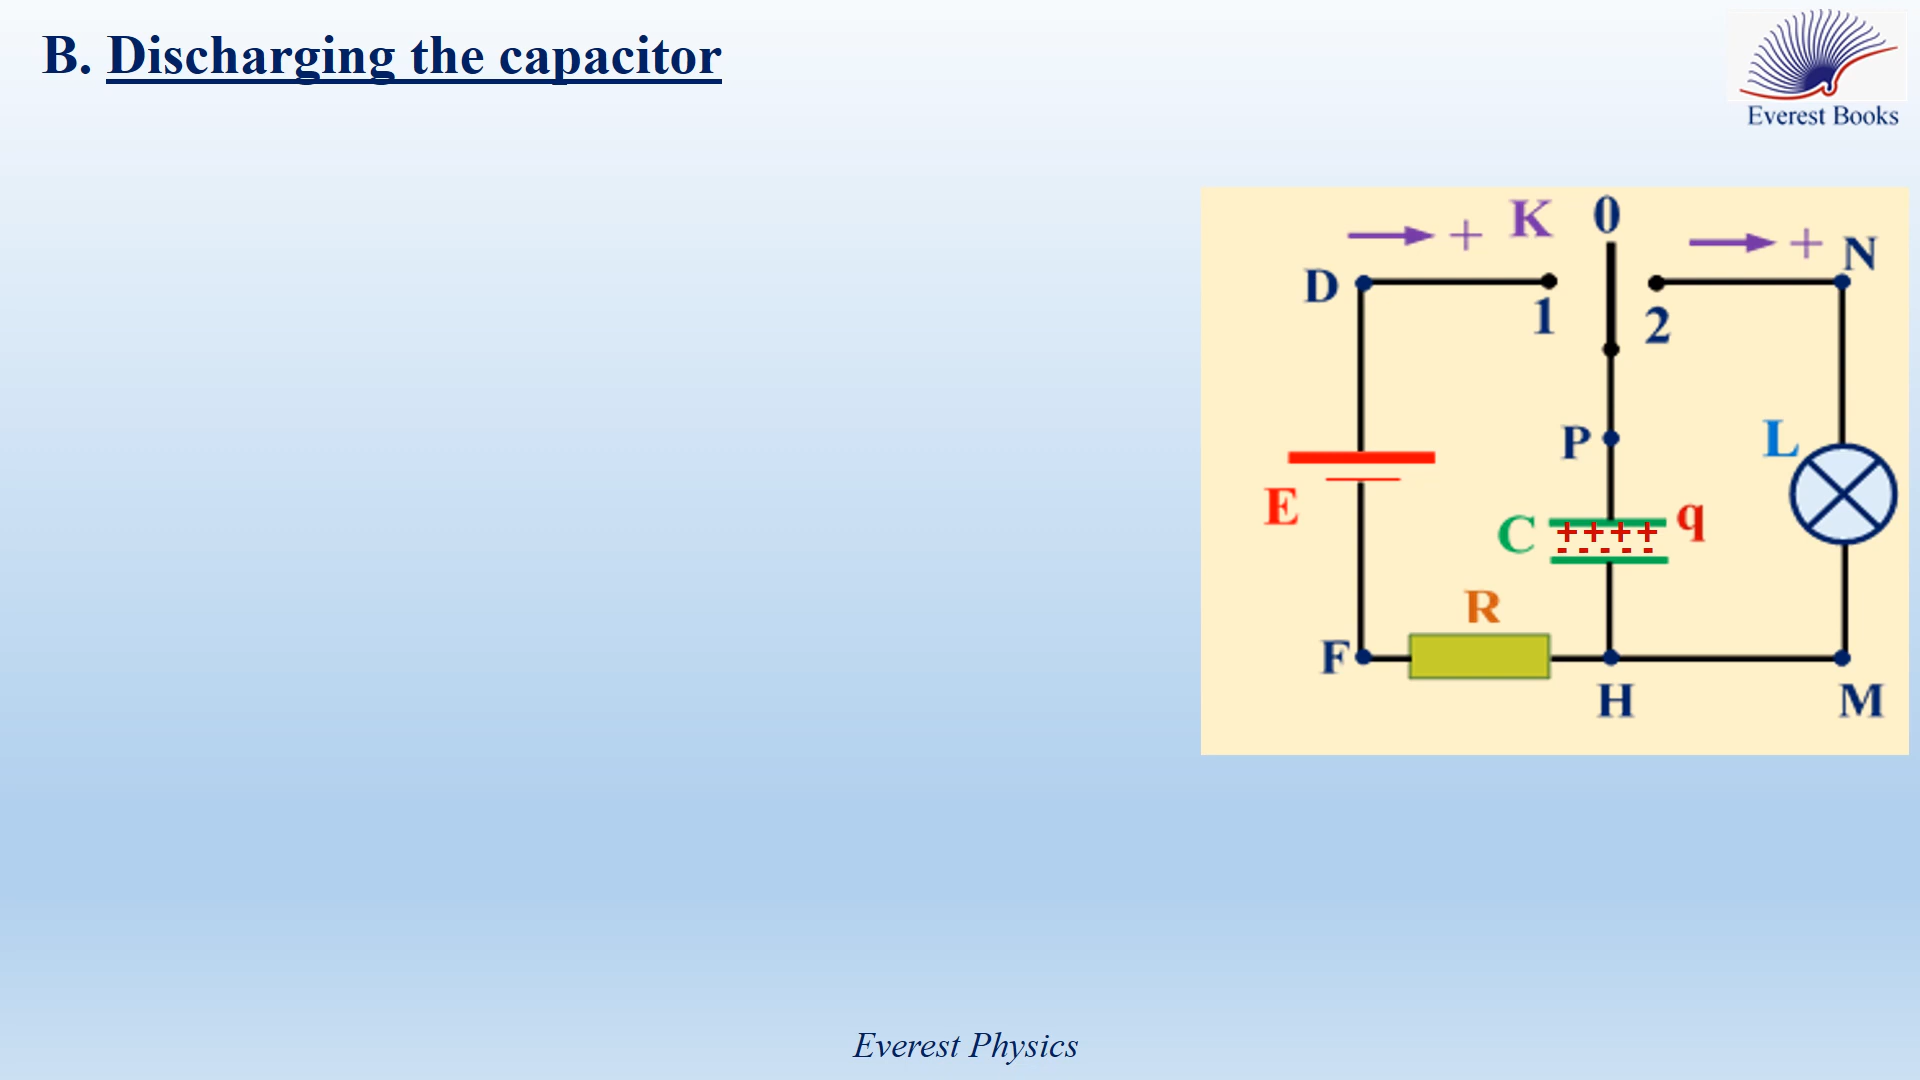 B. Discharging the capacitor
Everest Books
+ K 0 + N
D 1 2
P L
E C q
++++
-----
R
F H M
Everest Physics